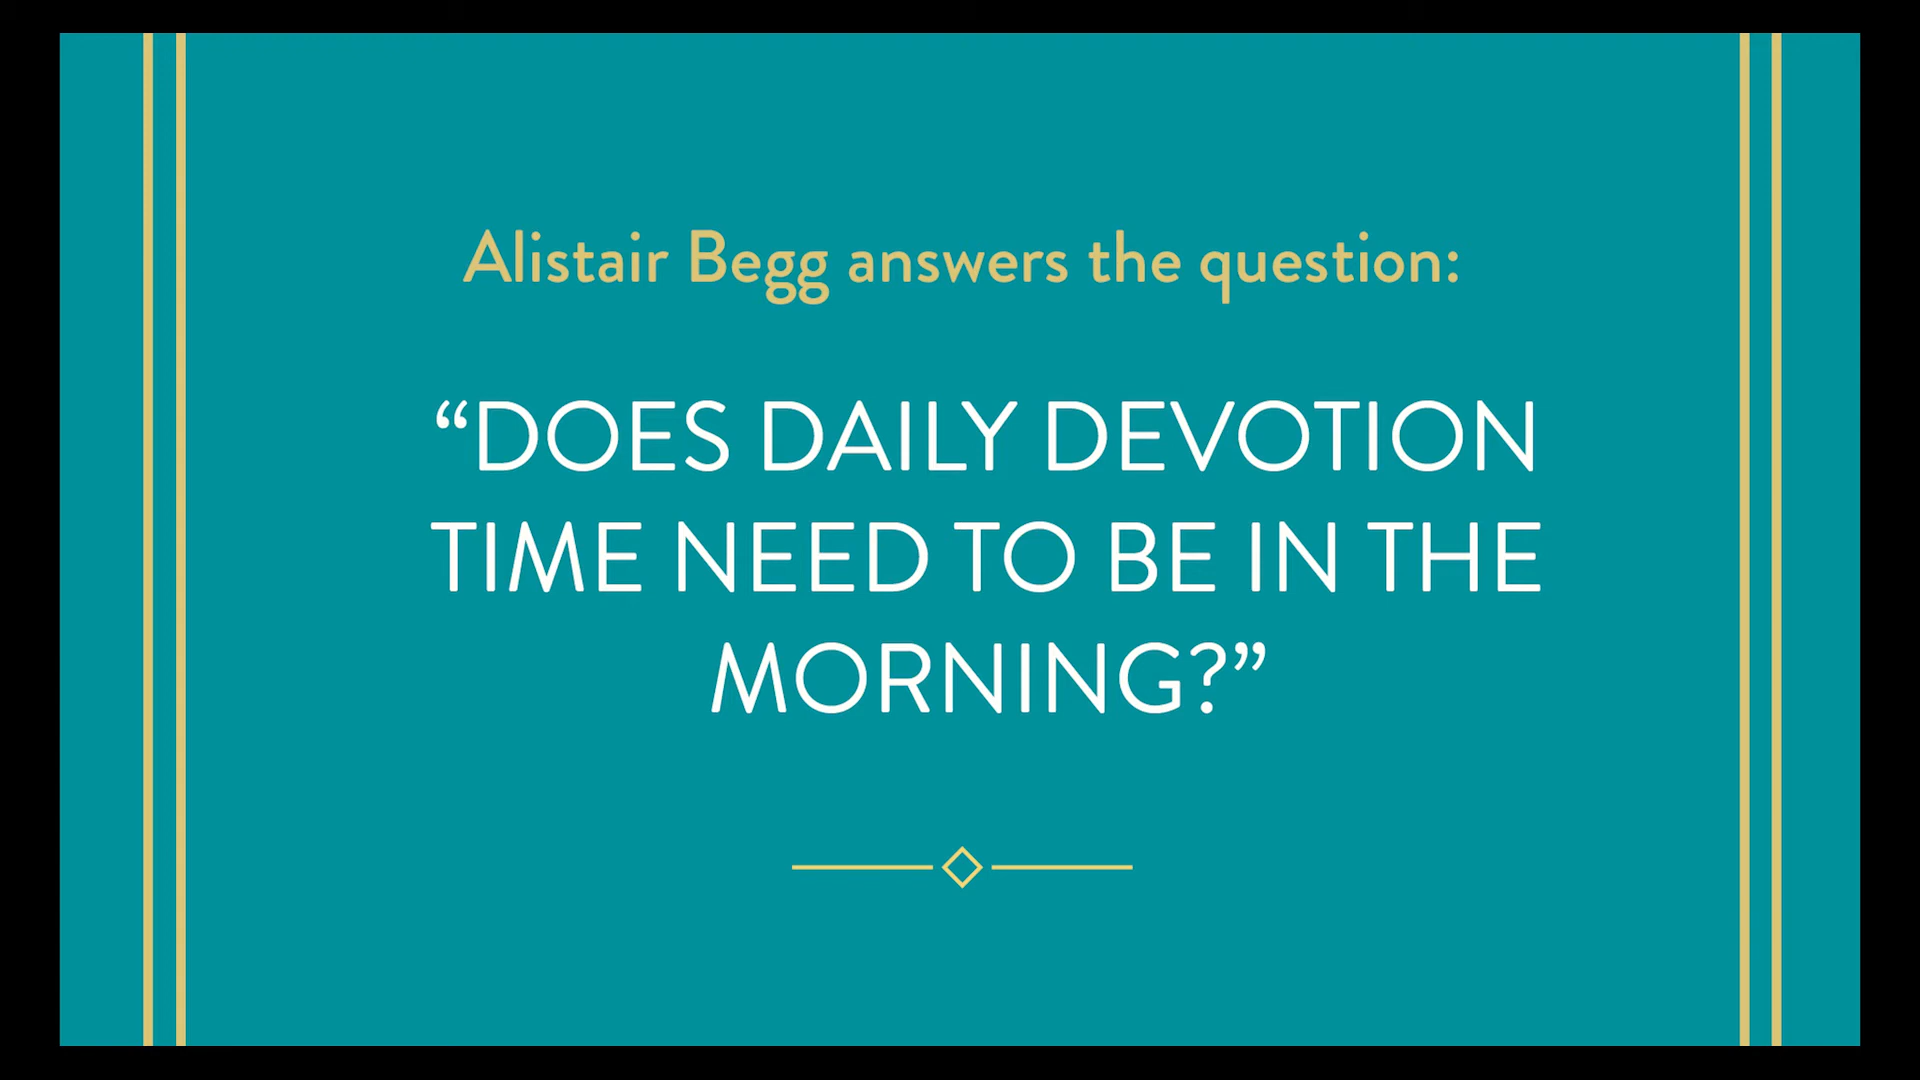 Alistair Begg answers the question:
“DOES DAILY DEVOTION
TIME NEED TO BE IN THE
MORNING?”